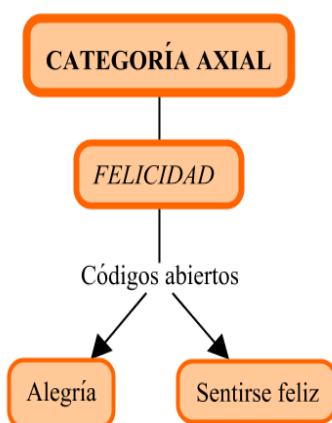 CATEGORÍA AXIAL
FELICIDAD
Códigos abiertos
Alegría
Sentirse feliz